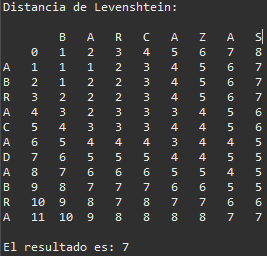 Distancia de Levenshtein:
B A R C A Z A S
0 1 2 3 4 5 6 7 8
A 1 1 1 2 3 4 5 6 7
B 2 1 2 2 3 4 5 6 7
R 3 2 2 2 3 4 5 6 7
A 4 3 2 3 3 3 4 5 6
C 5 4 3 3 3 4 4 5 6
A 6 5 4 4 4 3 4 4 5
D 7 6 5 5 5 4 4 5 5
A 8 7 6 6 6 5 5 4 5
B 9 8 7 7 7 6 6 5 5
R 10 9 8 7 8 7 7 6 6
A 11 10 9 8 8 8 8 7 7
El resultado es: 7